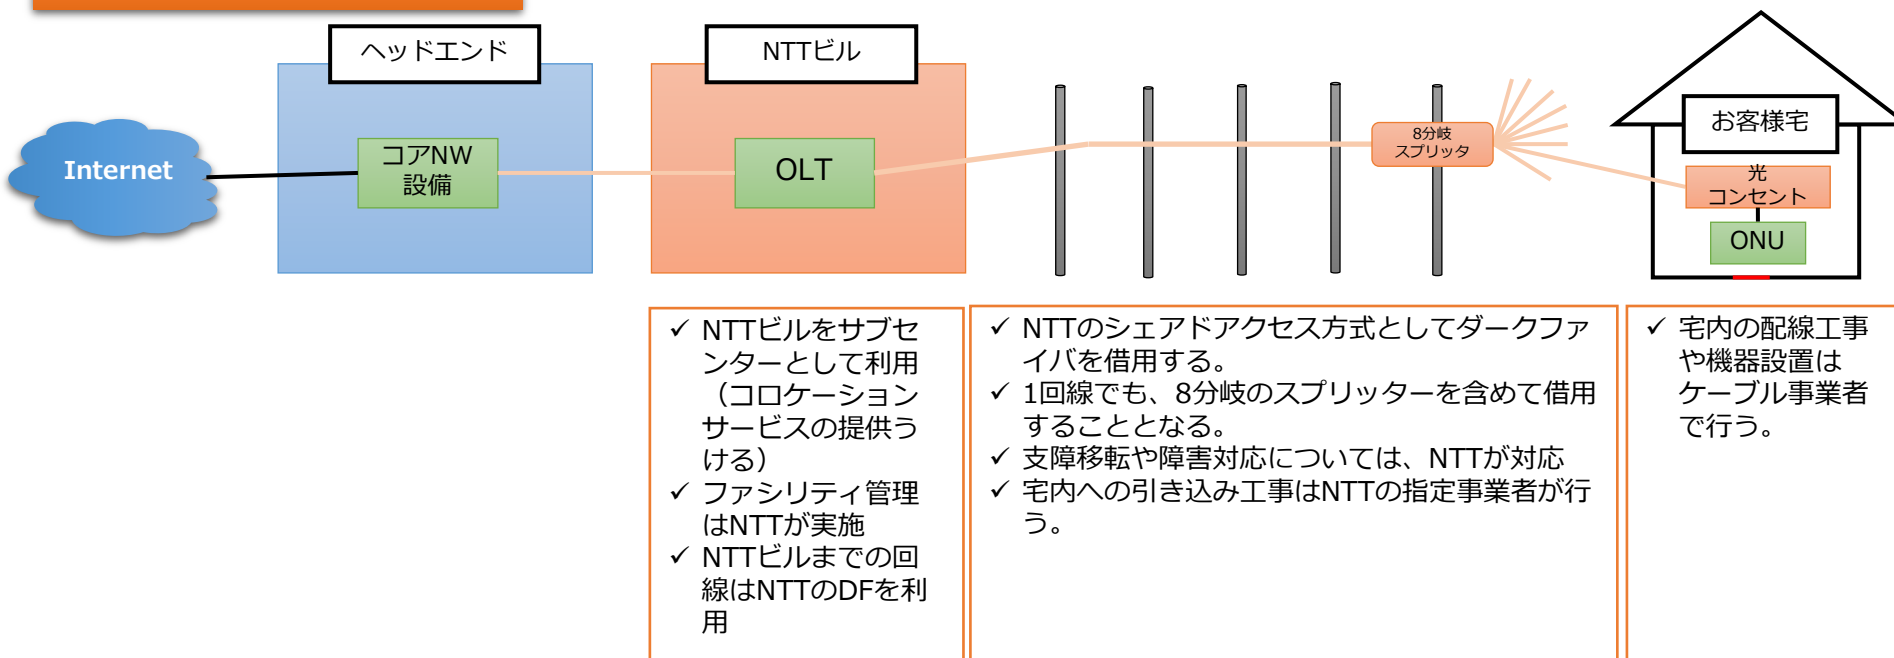 ヘッドエンド
NTTビル
お客様宅
Internet
コアNW
設備
OLT
8分岐
スプリッタ
光
コンセント
ONU
✓ NTTビルをサブセ
ンターとして利用
（コロケーション
サービスの提供う
ける）
✓ ファシリティ管理
はNTTが実施
✓ NTTビルまでの回
線はNTTのDFを利
用
✓ NTTのシェアドアクセス方式としてダークファ
イバを借用する。
✓ 1回線でも、8分岐のスプリッターを含めて借用
することとなる。
✓ 支障移転や障害対応については、NTTが対応
✓ 宅内への引き込み工事はNTTの指定事業者が行
う。
✓ 宅内の配線工事
や機器設置は
ケーブル事業者
で行う。